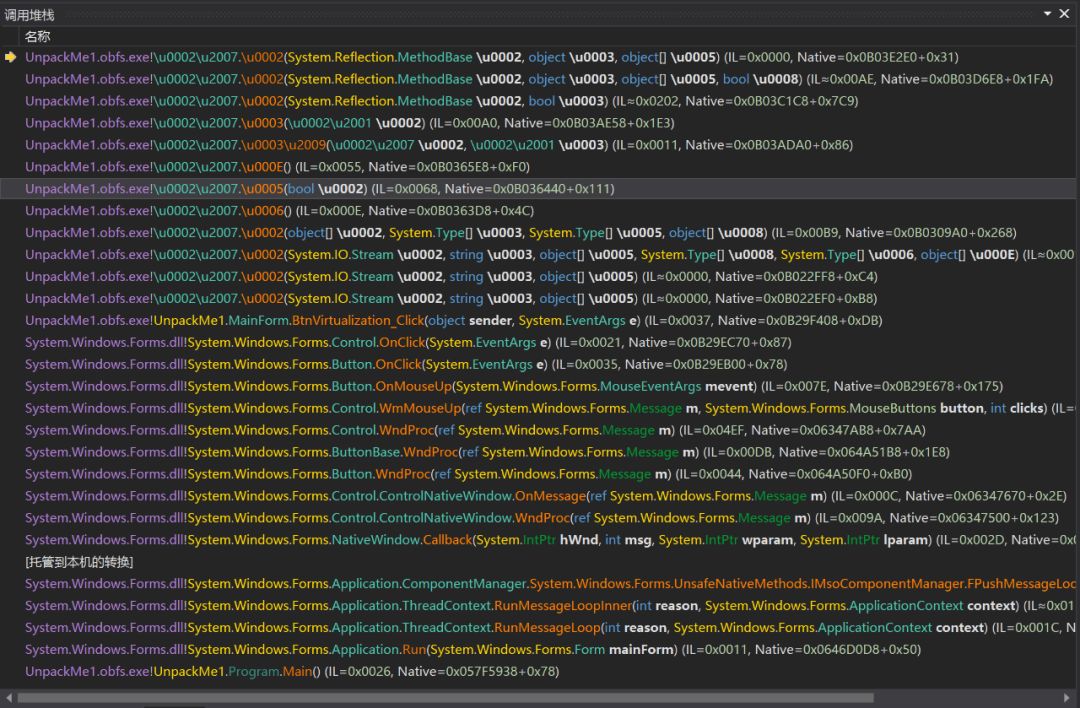 调用堆栈
名称
UnpackMe1.obfs.exe!\u0002\u2007.\u0002(System.Reflection.MethodBase \u0002, object \u0003, object[] \u0005) (IL=0x0000, Native=0x0B03E2E0+0x31)
UnpackMe1.obfs.exe!\u0002\u2007.\u0002(System.Reflection.MethodBase \u0002, object \u0003, object[] \u0005, bool \u0008) (IL≈0x00AE, Native=0x0B03D6E8+0x1FA)
UnpackMe1.obfs.exe!\u0002\u2007.\u0002(System.Reflection.MethodBase \u0002, bool \u0003) (IL≈0x0202, Native=0x0B03C1C8+0x7C9)
UnpackMe1.obfs.exe!\u0002\u2007.\u0003(\u0002\u2001 \u0002) (IL=0x00A0, Native=0x0B03AE58+0x1E3)
UnpackMe1.obfs.exe!\u0002\u2007.\u0003\u2009(\u0002\u2007 \u0002, \u0002\u2001 \u0003) (IL=0x0011, Native=0x0B03ADA0+0x86)
UnpackMe1.obfs.exe!\u0002\u2007.\u000E() (IL=0x0055, Native=0x0B0365E8+0xF0)
UnpackMe1.obfs.exe!\u0002\u2007.\u0005(bool \u0002) (IL=0x0068, Native=0x0B036440+0x111)
UnpackMe1.obfs.exe!\u0002\u2007.\u0006() (IL=0x000E, Native=0x0B0363D8+0x4C)
UnpackMe1.obfs.exe!\u0002\u2007.\u0002(object[] \u0002, System.Type[] \u0003, System.Type[] \u0005, object[] \u0008) (IL=0x00B9, Native=0x0B0309A0+0x268)
UnpackMe1.obfs.exe!\u0002\u2007.\u0002(System.IO.Stream \u0002, string \u0003, object[] \u0005, System.Type[] \u0008, System.Type[] \u0006, object[] \u000E) (IL≈0x00
UnpackMe1.obfs.exe!\u0002\u2007.\u0002(System.IO.Stream \u0002, string \u0003, object[] \u0005) (IL≈0x0000, Native=0x0B022FF8+0xC4)
UnpackMe1.obfs.exe!\u0002\u2007.\u0002(System.IO.Stream \u0002, string \u0003, object[] \u0005) (IL≈0x0000, Native=0x0B022EF0+0xB8)
UnpackMe1.obfs.exe!UnpackMe1.MainForm.BtnVirtualization_Click(object sender, System.EventArgs e) (IL=0x0037, Native=0x0B29F408+0xDB)
System.Windows.Forms.dll!System.Windows.Forms.Control.OnClick(System.EventArgs e) (IL=0x0021, Native=0x0B29EC70+0x87)
System.Windows.Forms.dll!System.Windows.Forms.Button.OnClick(System.EventArgs e) (IL=0x0035, Native=0x0B29EB00+0x78)
System.Windows.Forms.dll!System.Windows.Forms.Button.OnMouseUp(System.Windows.Forms.MouseEventArgs mevent) (IL=0x007E, Native=0x0B29E678+0x175)
System.Windows.Forms.dll!System.Windows.Forms.Control.WmMouseUp(ref System.Windows.Forms.Message m, System.Windows.Forms.MouseButtons button, int clicks) (IL=
System.Windows.Forms.dll!System.Windows.Forms.Control.WndProc(ref System.Windows.Forms.Message m) (IL=0x04EF, Native=0x06347AB8+0x7AA)
System.Windows.Forms.dll!System.Windows.Forms.ButtonBase.WndProc(ref System.Windows.Forms.Message m) (IL=0x00DB, Native=0x064A51B8+0x1E8)
System.Windows.Forms.dll!System.Windows.Forms.Button.WndProc(ref System.Windows.Forms.Message m) (IL=0x0044, Native=0x064A50F0+0xB0)
System.Windows.Forms.dll!System.Windows.Forms.Control.ControlNativeWindow.OnMessage(ref System.Windows.Forms.Message m) (IL=0x000C, Native=0x06347670+0x2E)
System.Windows.Forms.dll!System.Windows.Forms.Control.ControlNativeWindow.WndProc(ref System.Windows.Forms.Message m) (IL=0x009A, Native=0x06347500+0x123)
System.Windows.Forms.dll!System.Windows.Forms.NativeWindow.Callback(System.IntPtr hWnd, int msg, System.IntPtr wparam, System.IntPtr lparam) (IL=0x002D, Native=0x0
[托管到本机的转换]
System.Windows.Forms.dll!System.Windows.Forms.Application.ComponentManager.System.Windows.Forms.UnsafeNativeMethods.IMsoComponentManager.FPushMessageLoo
System.Windows.Forms.dll!System.Windows.Forms.Application.ThreadContext.RunMessageLoopInner(int reason, System.Windows.Forms.ApplicationContext context) (IL≈0x01
System.Windows.Forms.dll!System.Windows.Forms.Application.ThreadContext.RunMessageLoop(int reason, System.Windows.Forms.ApplicationContext context) (IL=0x001C, N
System.Windows.Forms.dll!System.Windows.Forms.Application.Run(System.Windows.Forms.Form mainForm) (IL=0x0011, Native=0x0646D0D8+0x50)
UnpackMe1.obfs.exe!UnpackMe1.Program.Main() (IL=0x0026, Native=0x057F5938+0x78)